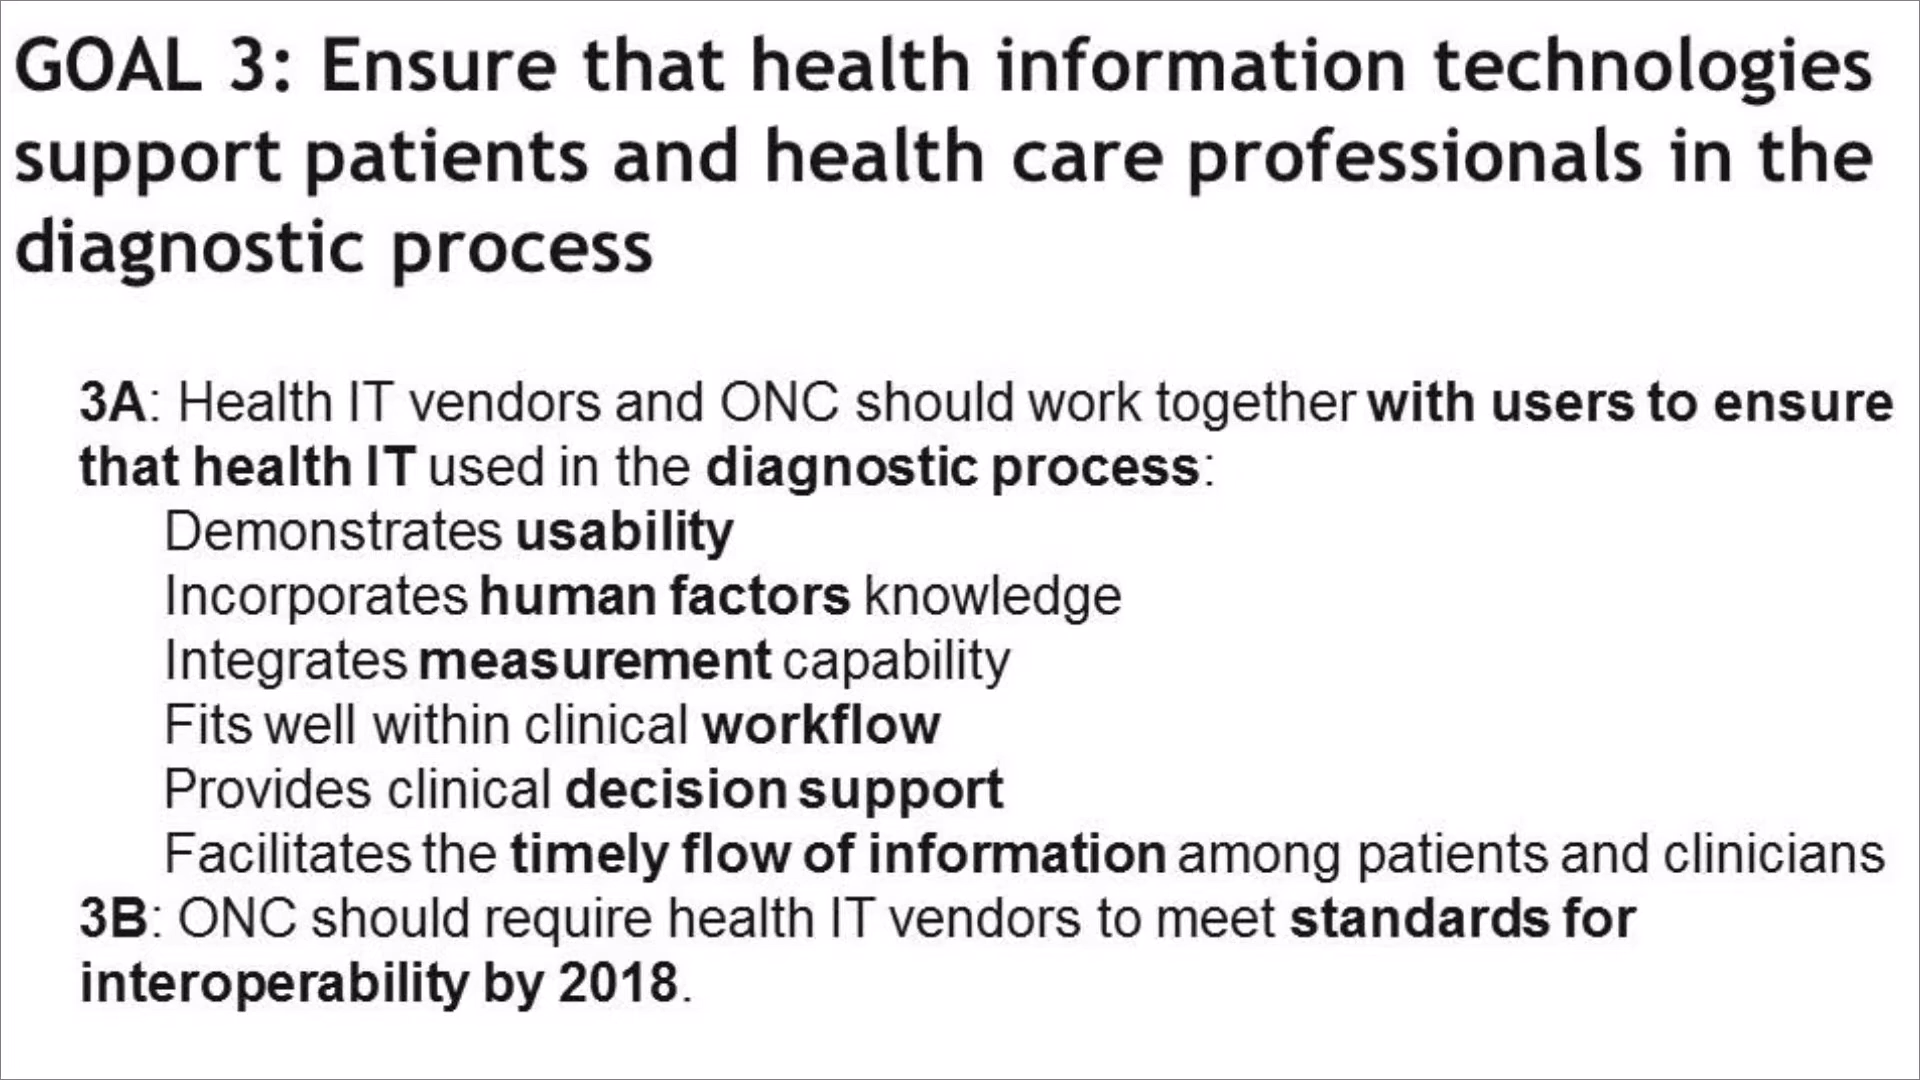 GOAL 3: Ensure that health information technologies
support patients and health care professionals in the
diagnostic process
3A: Health IT vendors and ONC should work together with users to ensure
that health IT used in the diagnostic process:
Demonstrates usability
Incorporates human factors knowledge
Integrates measurement capability
Fits well within clinical workflow
Provides clinical decision support
Facilitates the timely flow of information among patients and clinicians
3B: ONC should require health IT vendors to meet standards for
interoperability by 2018.